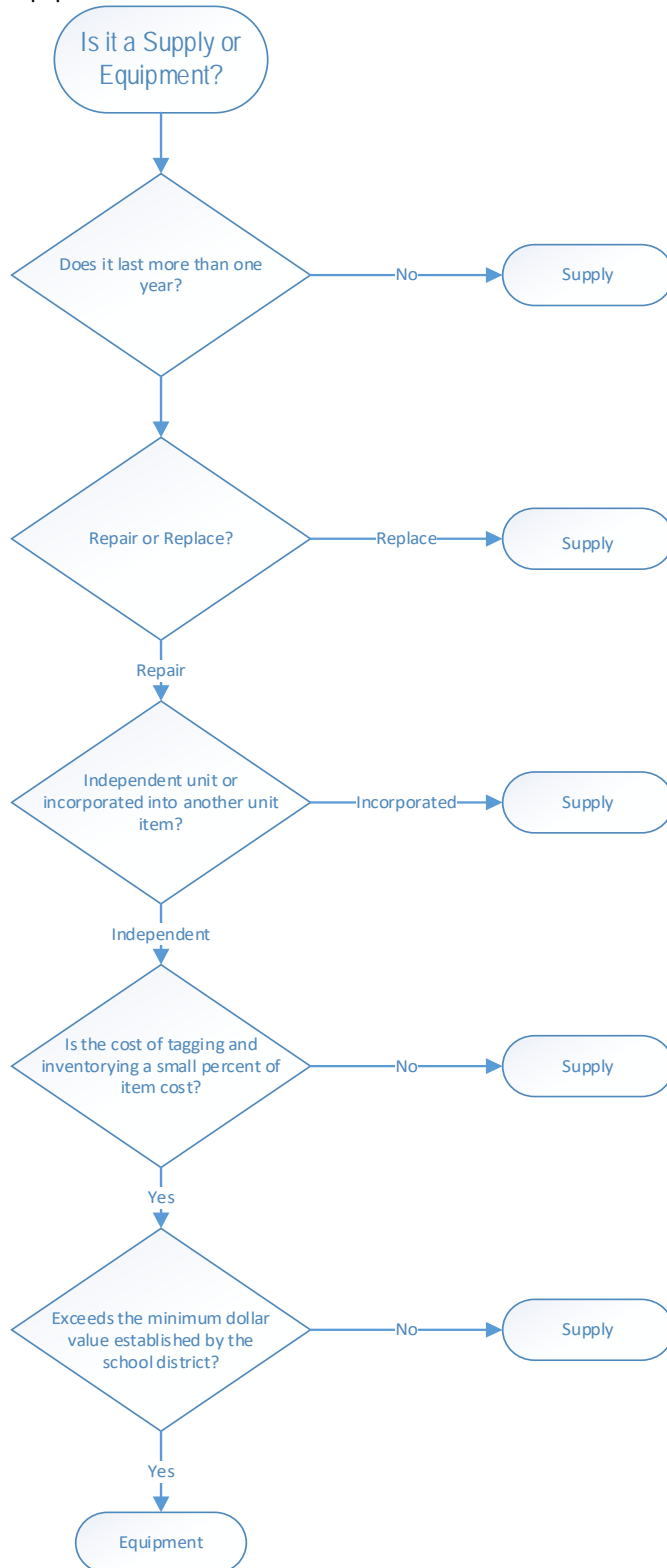 Is it a Supply or
Equipment?
Does it last more than one
year?
No
Supply
Repair or Replace?
Replace
Supply
Repair
Independent unit or
incorporated into another unit
item?
Incorporated
Supply
Independent
Is the cost of tagging and
inventorying a small percent of
item cost?
No
Supply
Yes
Exceeds the minimum dollar
value established by the
school district?
No
Supply
Yes
Equipment